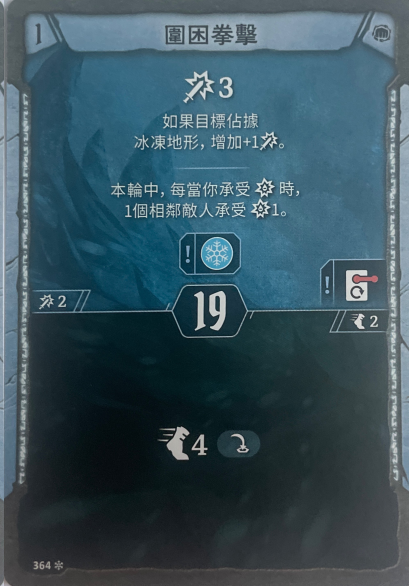 1
圍困拳擊
3
如果目標佔據
冰凍地形，增加+1。
本輪中，每當你承受時，
1個相鄰敵人承受1。
!
!
2
19
2
4
364